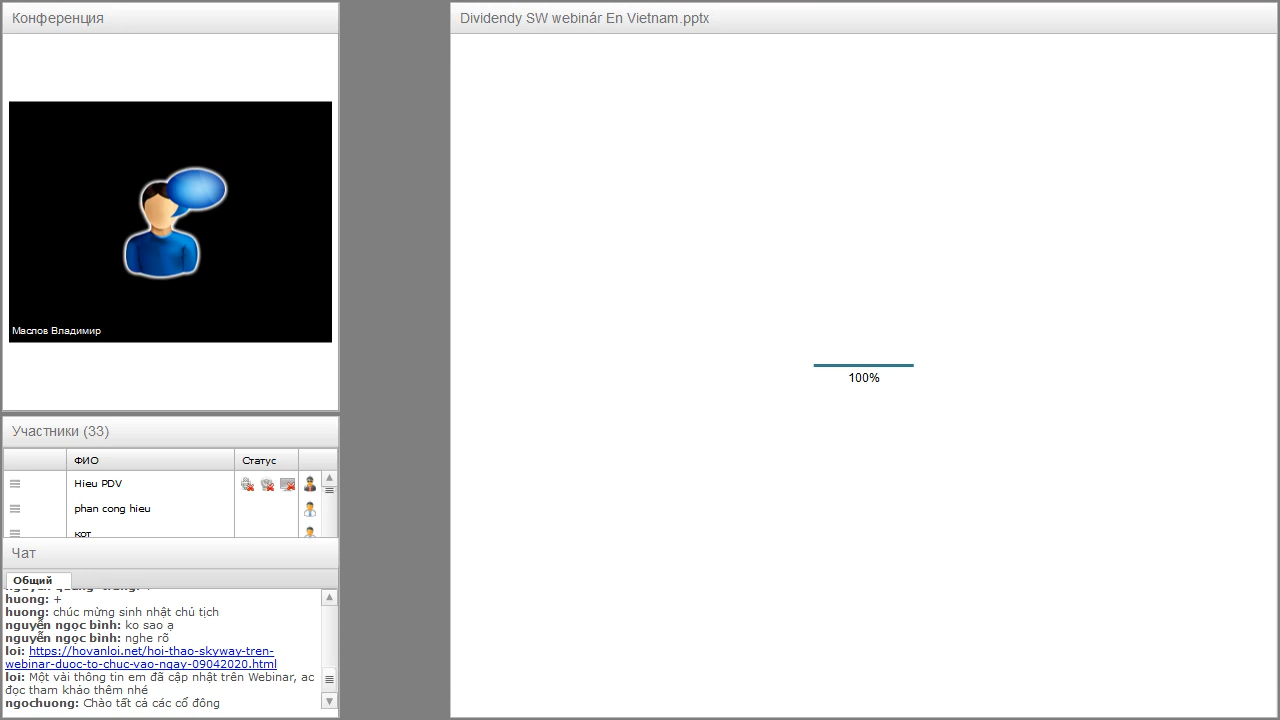 Конференция
Маслов Владимир
Участники (33)
ФИО
Статус
Hieu PDV
phan cong hieu
кот
Чат
Общий
huong: +
huong: chúc mừng sinh nhật chủ tịch
nguyễn ngọc bình: ko sao ạ
nguyễn ngọc bình: nghe rõ
loi: https://hovanloi.net/hoi-thao-skyway-tren-
webinar-duoc-to-chuc-vao-ngay-09042020.html
loi: Một vài thông tin em đã cập nhật trên Webinar, ac
đọc tham khảo thêm nhé
ngochuong: Chào tất cả các cổ đông
Dividendy SW webinár En Vietnam.pptx
100%